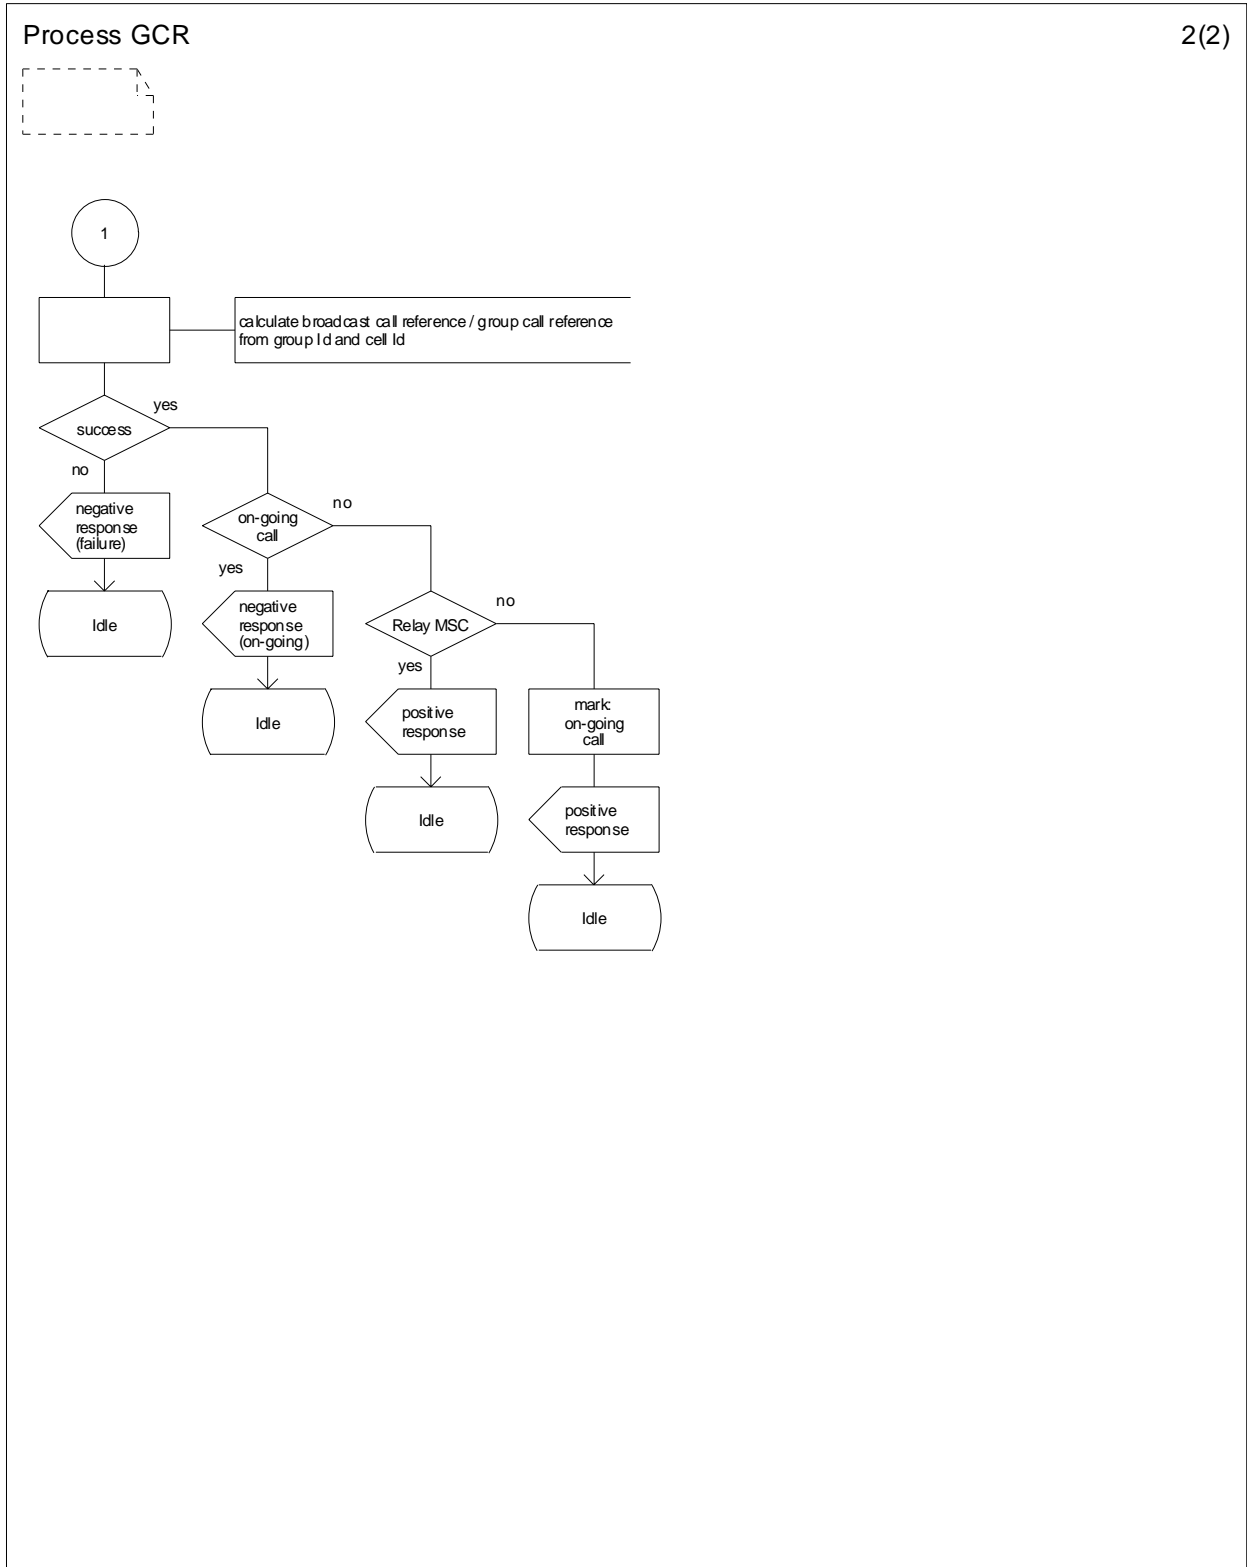 Process GCR
2(2)
1
calculate broadcast call reference / group call reference
from group Id and cell Id
yes
success
no
negative
response
(failure)
no
on-going
call
yes
Idle
negative
response
(on-going)
no
Relay MSC
yes
Idle
positive
response
mark:
on-going
call
Idle
positive
response
Idle